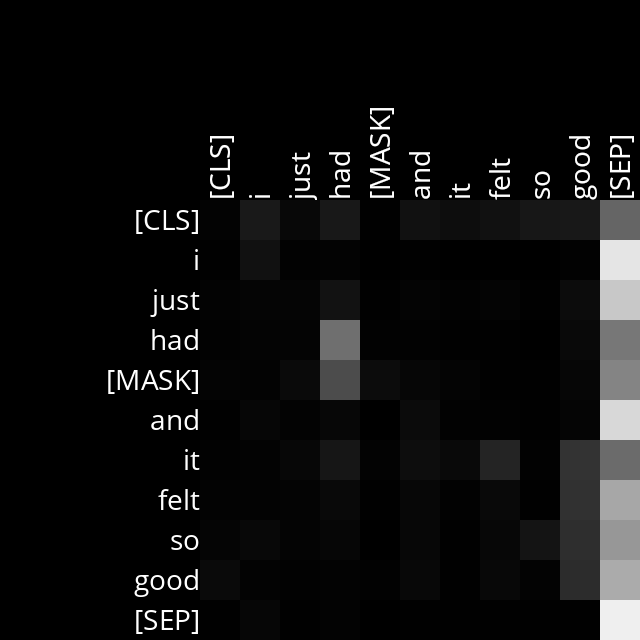 [CLS] i just had [MASK] and it felt so good [SEP]
[CLS]
i
just
had
[MASK]
and
it
felt
so
good
[SEP]